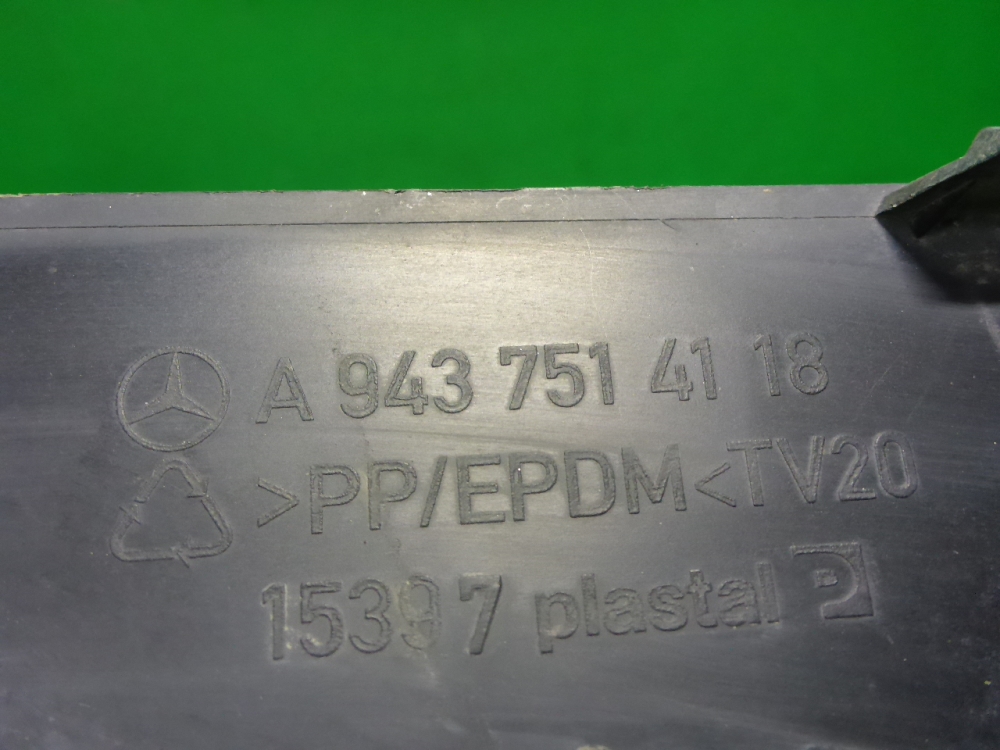 A 943 751 41 18
>PP/EPDM<TV20
15397 plastal P